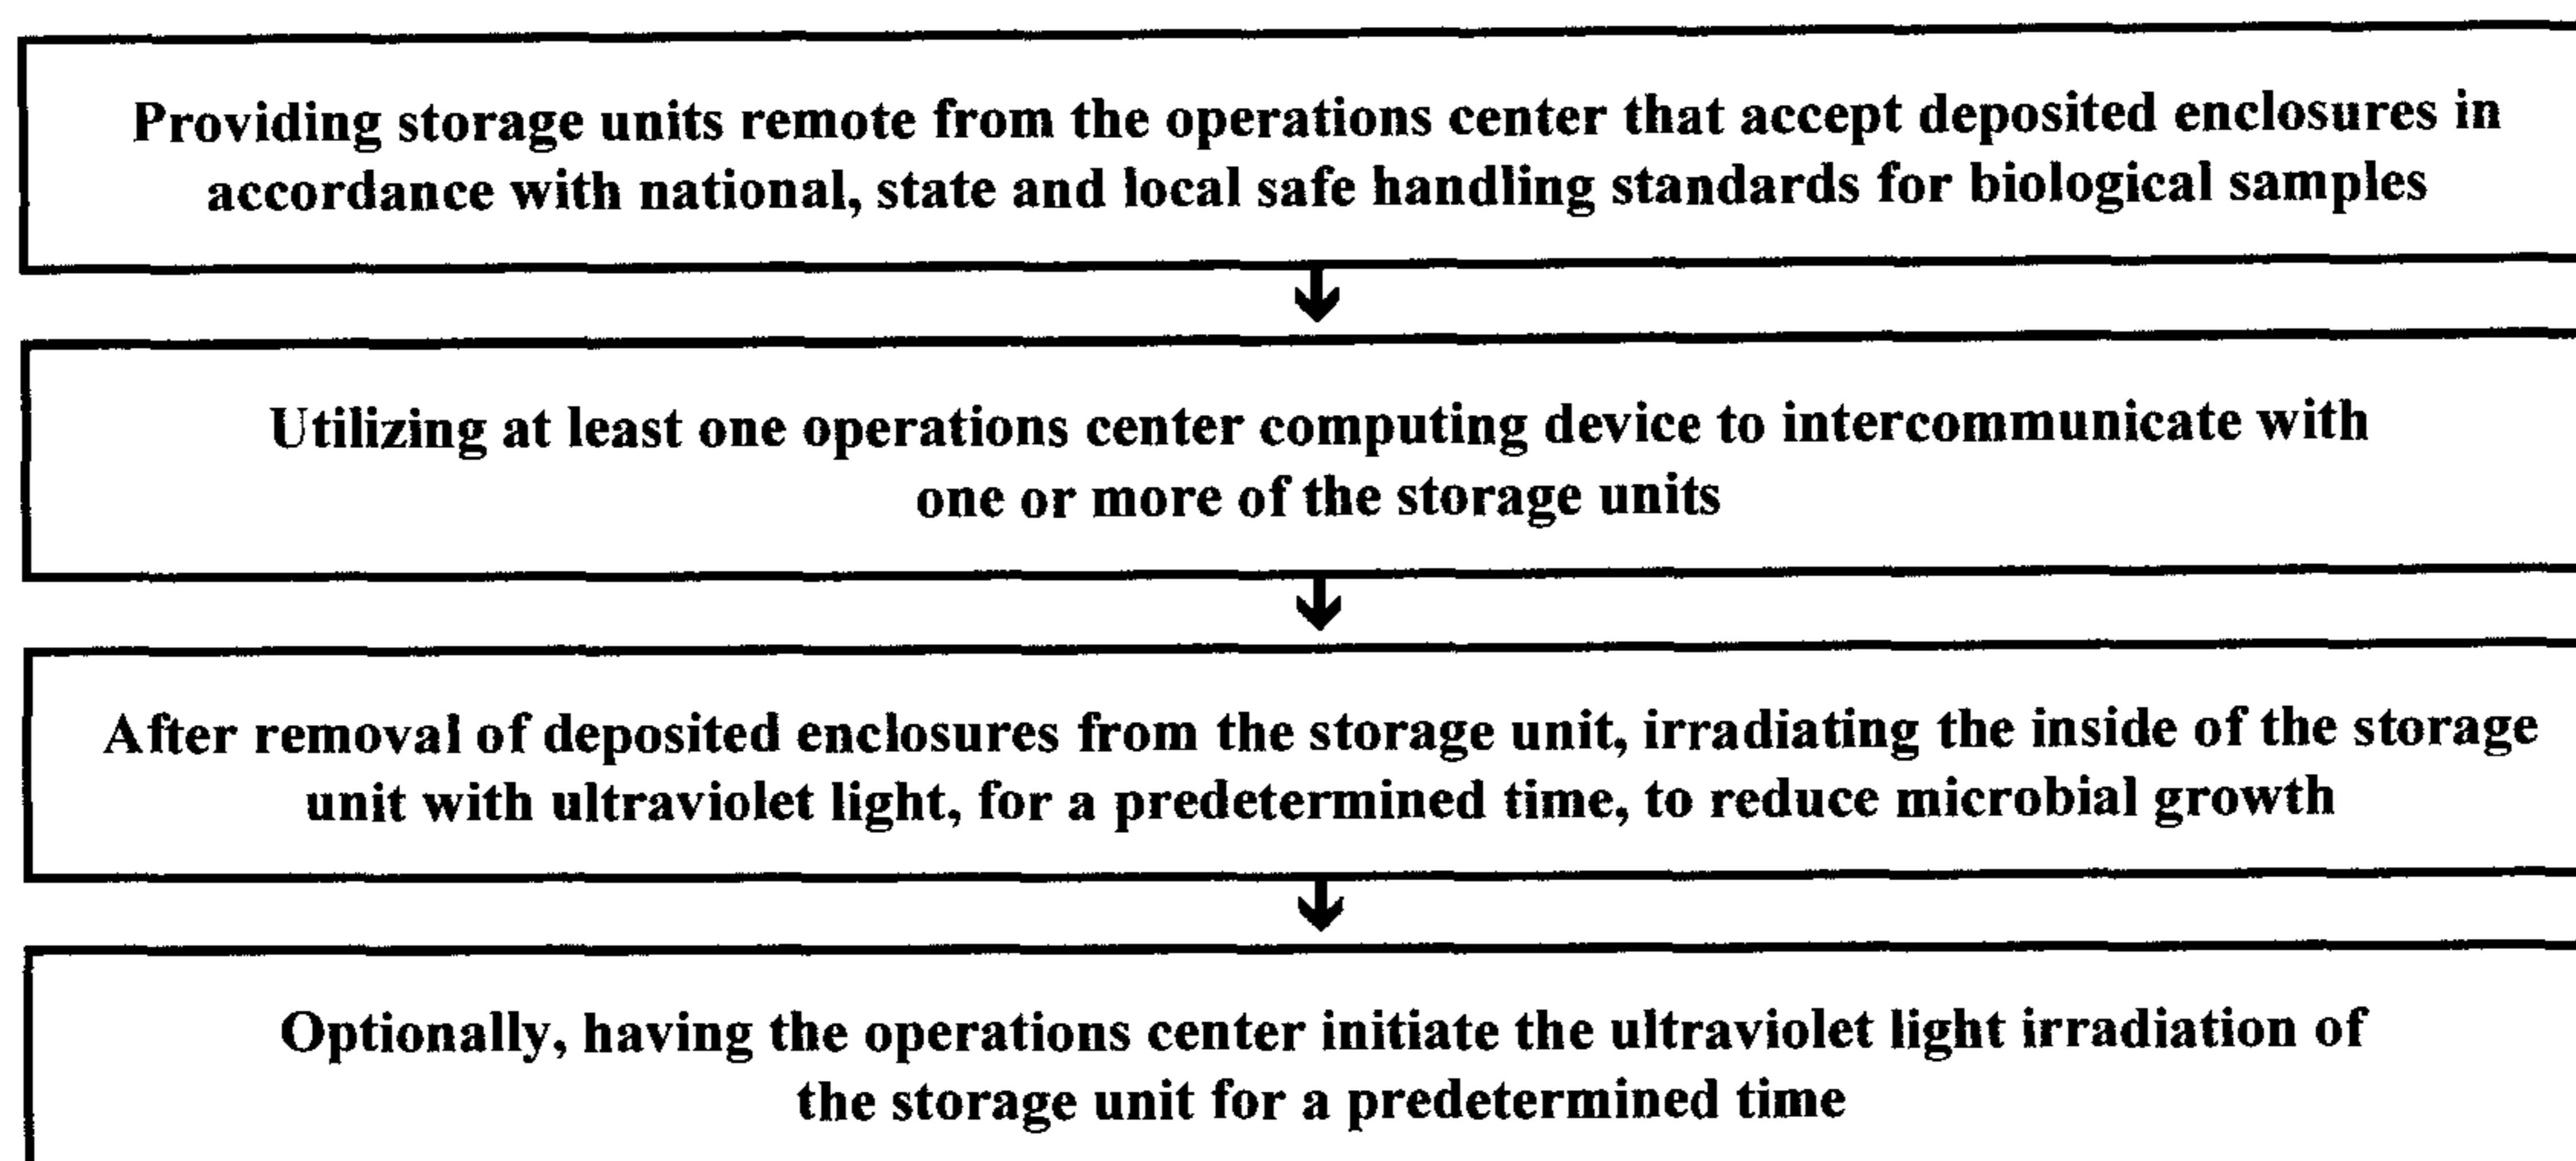 Providing storage units remote from the operations center that accept deposited enclosures in
accordance with national, state and local safe handling standards for biological samples
Utilizing at least one operations center computing device to intercommunicate with
one or more of the storage units
After removal of deposited enclosures from the storage unit, irradiating the inside of the storage
unit with ultraviolet light, for a predetermined time, to reduce microbial growth
Optionally, having the operations center initiate the ultraviolet light irradiation of
the storage unit for a predetermined time